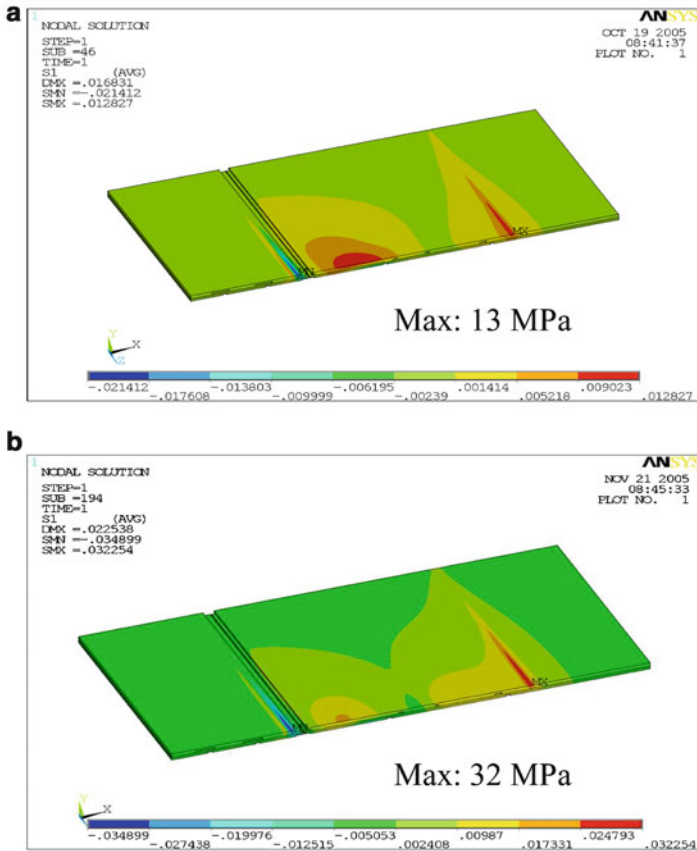 a
1
NODAL SOLUTION
STEP=1
SUB =46
TIME=1
S1 (AVG)
DMX =.016831
SMN =-.021412
SMX =.012827
ANSYS
OCT 19 2005
08:41:37
PLOT NO. 1
MN
MX
Max: 13 MPa
Y
X
Z
-.021412 -.013803 -.006195 .001414 .009023
-.017608 -.009999 -.00239 .005218 .012827
b
1
NODAL SOLUTION
STEP=1
SUB =194
TIME=1
S1 (AVG)
DMX =.022538
SMN =-.034899
SMX =.032254
ANSYS
NOV 21 2005
08:45:33
PLOT NO. 1
MX
Max: 32 MPa
Y
X
-.034899 -.019976 -.005053 .00987 .024793
-.027438 -.012515 .002408 .017331 .032254